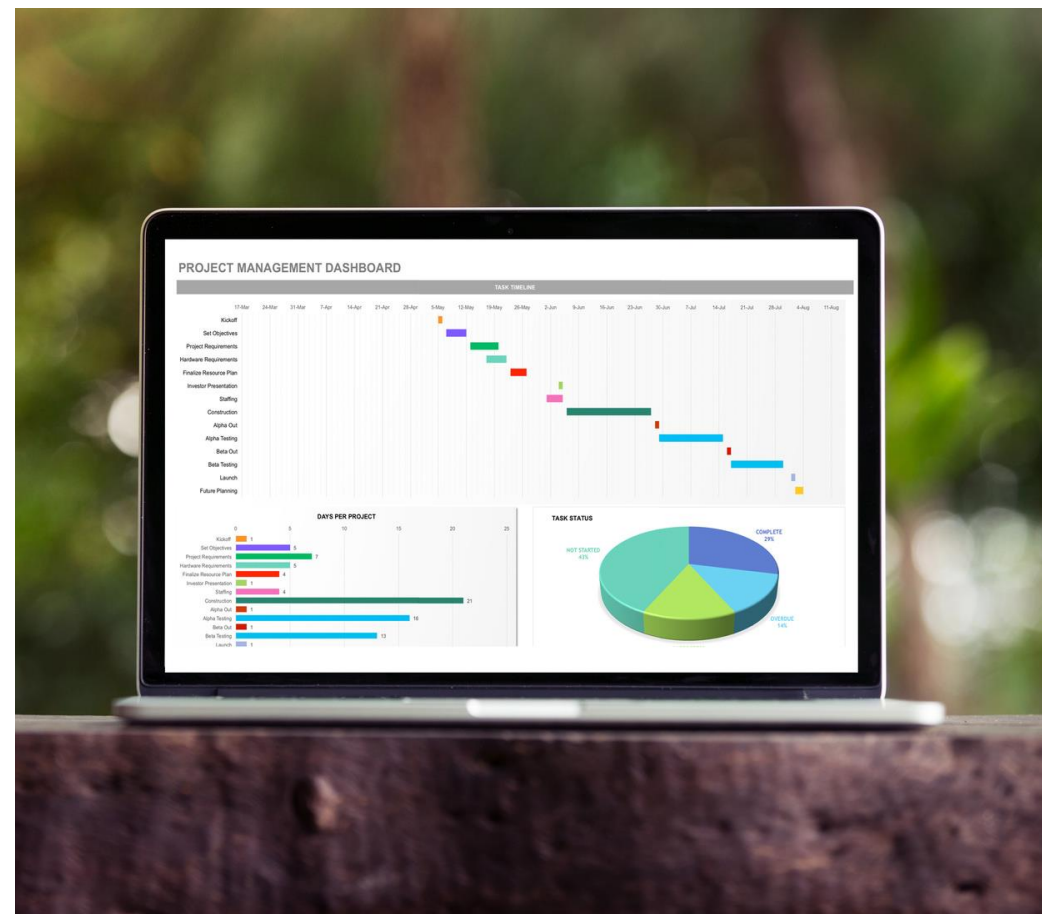 PROJECT MANAGEMENT DASHBOARD
TASK TIMELINE
17-Mar 24-Mar 31-Mar 7-Apr 14-Apr 21-Apr 28-Apr 5-May 12-May 19-May 26-May 2-Jun 9-Jun 16-Jun 23-Jun 30-Jun 7-Jul 14-Jul 21-Jul 28-Jul 4-Aug 11-Aug
Kickoff
Set Objectives
Project Requirements
Hardware Requirements
Finalize Resource Plan
Investor Presentation
Staffing
Construction
Alpha Out
Alpha Testing
Beta Out
Beta Testing
Launch
Future Planning
DAYS PER PROJECT
0 5 10 15 20 25
Kickoff 1
Set Objectives 5
Project Requirements 7
Hardware Requirements 5
Finalize Resource Plan 4
Investor Presentation 1
Staffing 4
Construction 21
Alpha Out 1
Alpha Testing 16
Beta Out 1
Beta Testing 13
Launch 1
TASK STATUS
COMPLETE
29%
NOT STARTED
43%
OVERDUE
14%